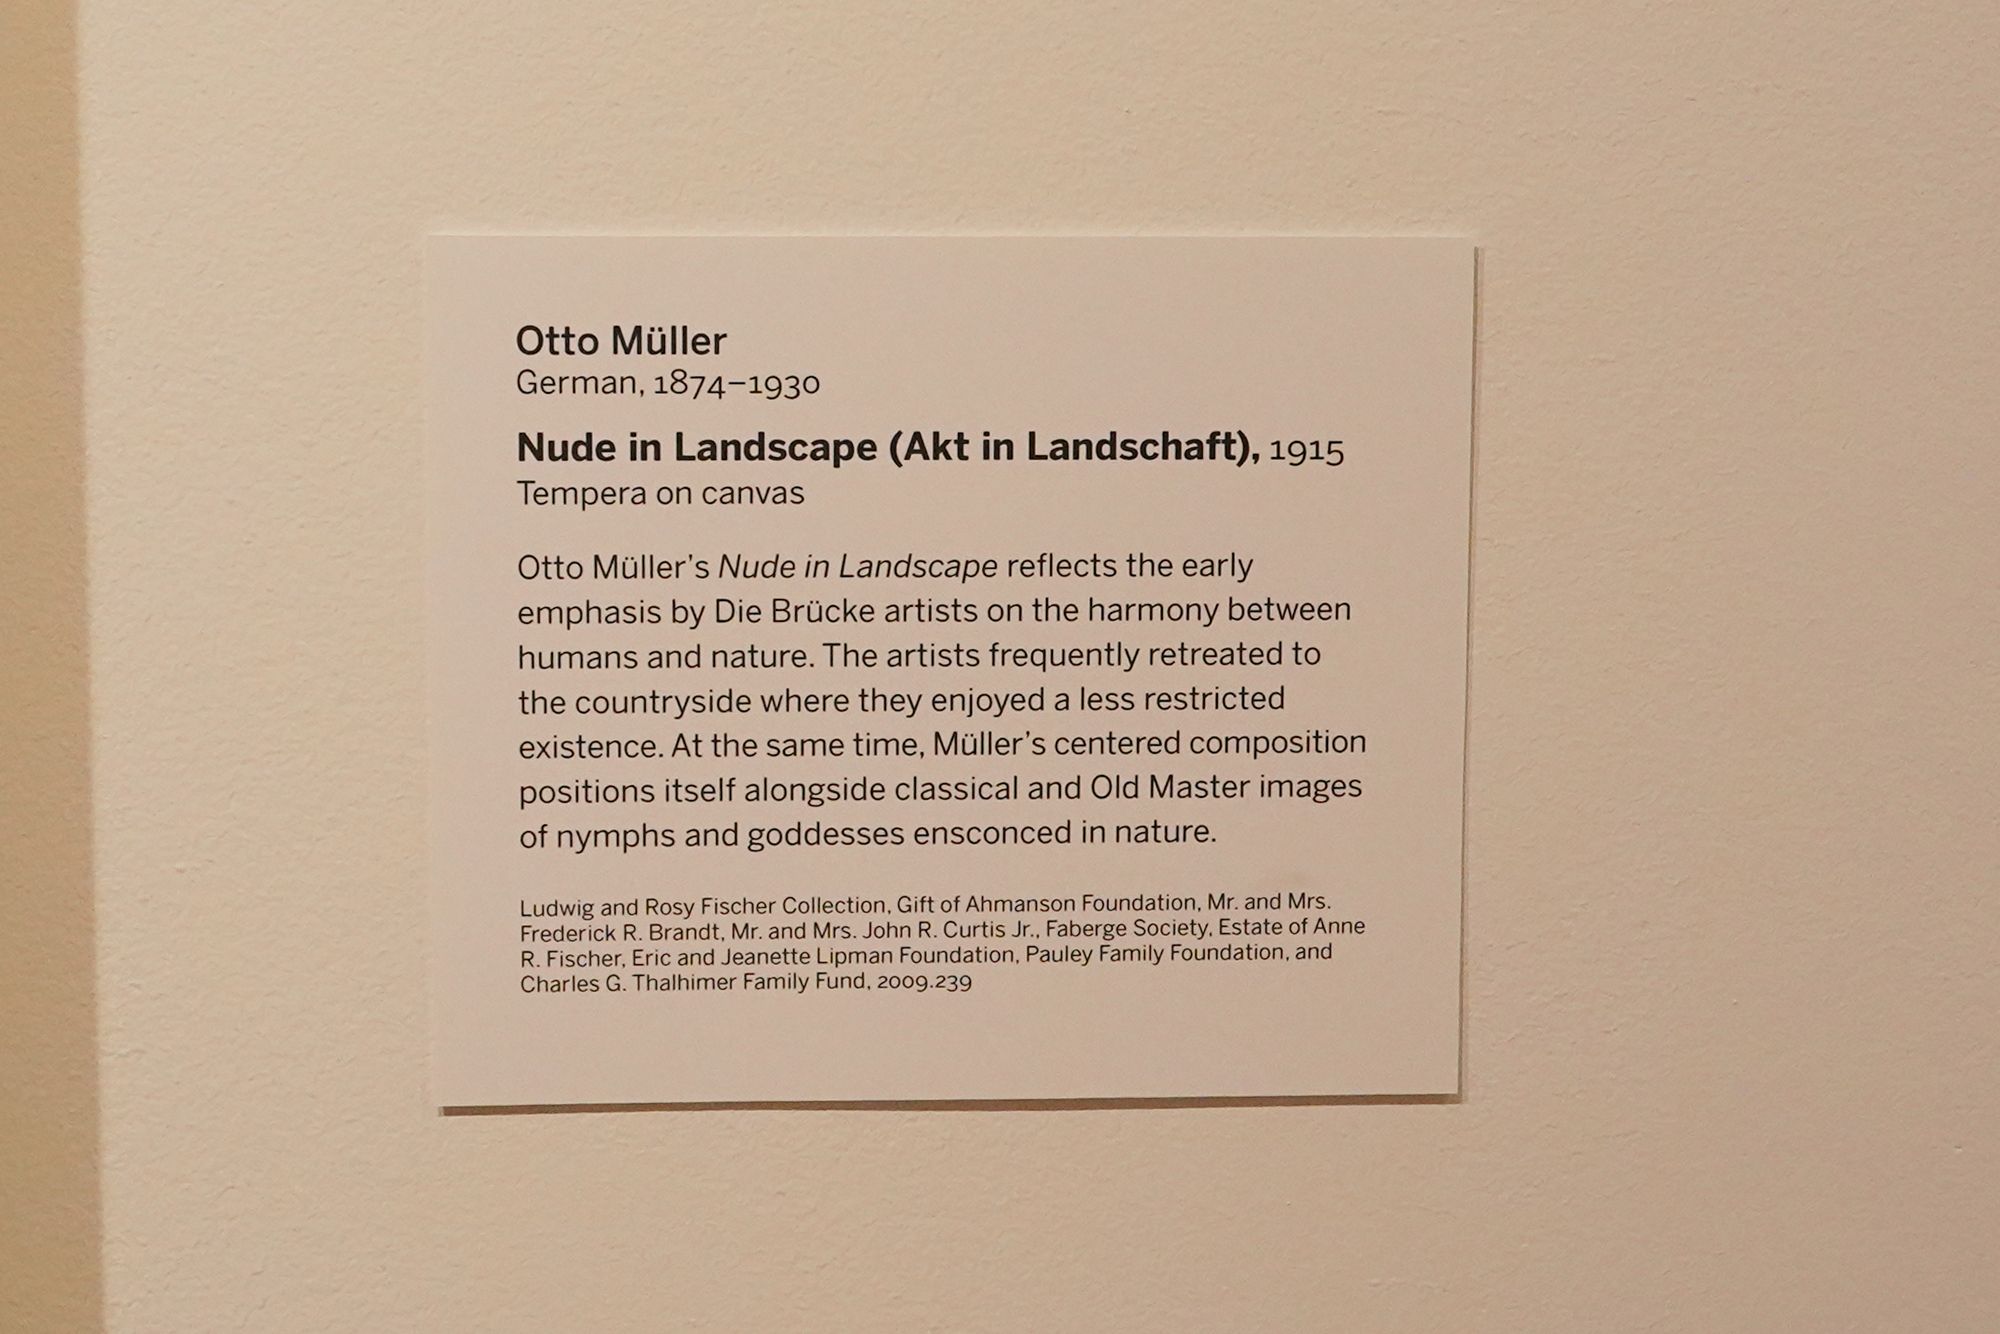 Otto Müller
German, 1874–1930
Nude in Landscape (Akt in Landschaft), 1915
Tempera on canvas
Otto Müller’s Nude in Landscape reflects the early
emphasis by Die Brücke artists on the harmony between
humans and nature. The artists frequently retreated to
the countryside where they enjoyed a less restricted
existence. At the same time, Müller’s centered composition
positions itself alongside classical and Old Master images
of nymphs and goddesses ensconced in nature.
Ludwig and Rosy Fischer Collection, Gift of Ahmanson Foundation, Mr. and Mrs.
Frederick R. Brandt, Mr. and Mrs. John R. Curtis Jr., Faberge Society, Estate of Anne
R. Fischer, Eric and Jeanette Lipman Foundation, Pauley Family Foundation, and
Charles G. Thalhimer Family Fund, 2009.239